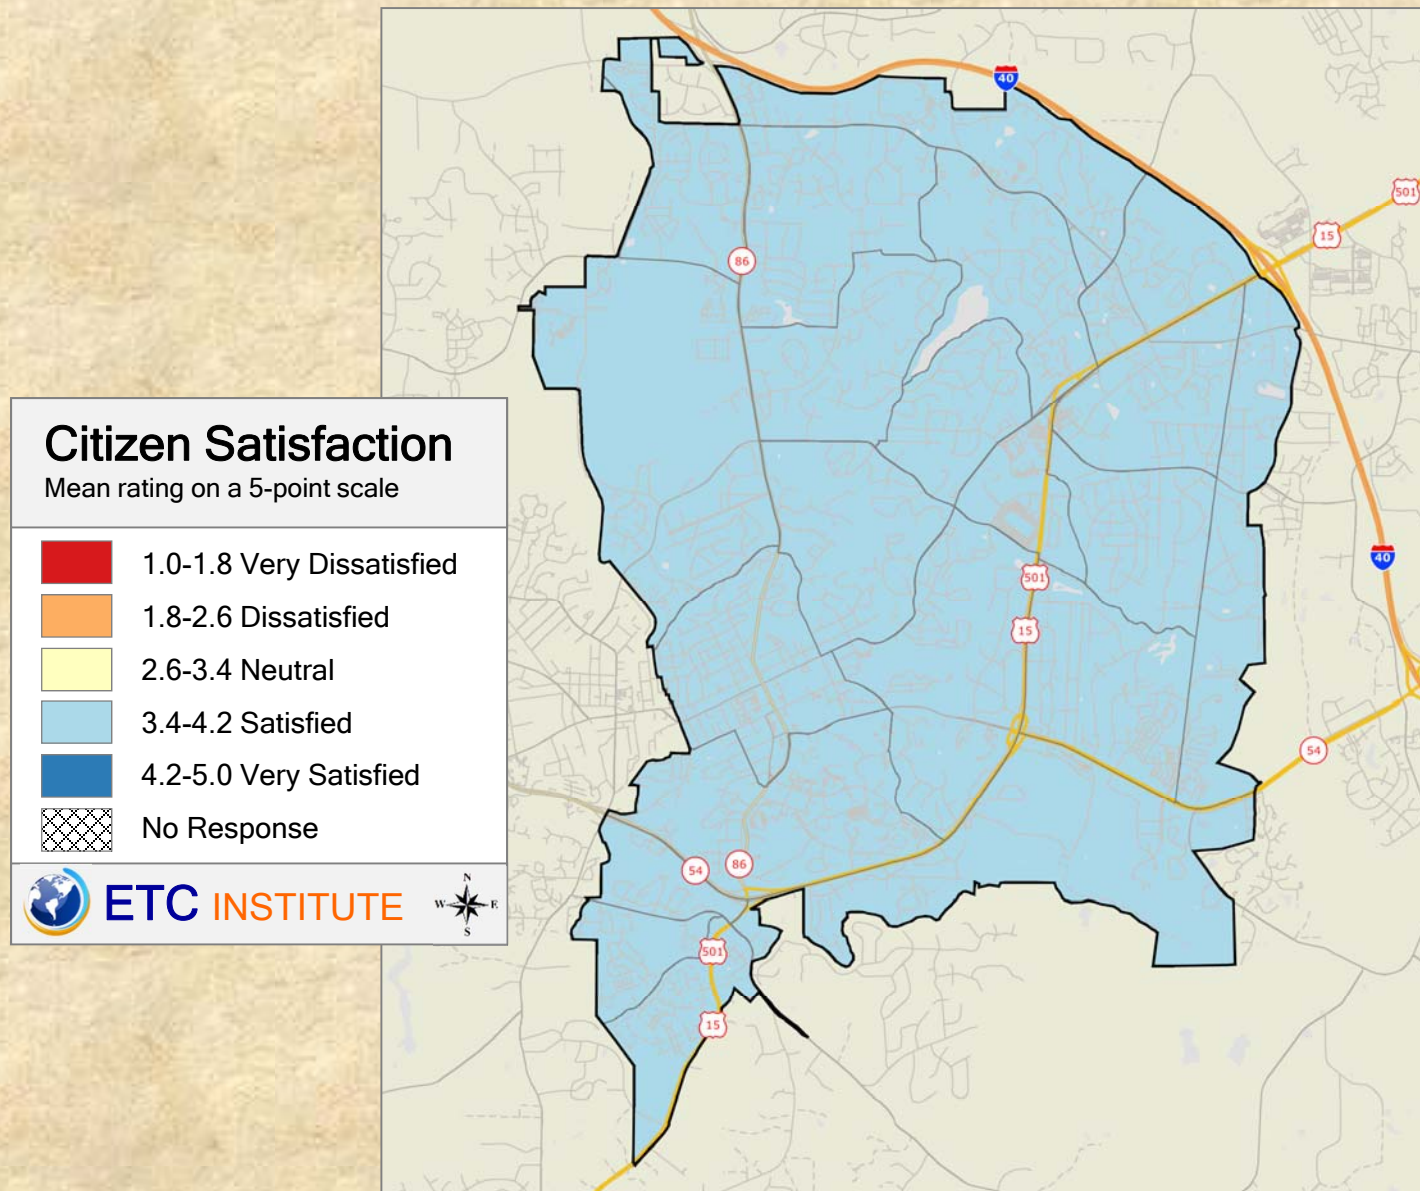 Citizen Satisfaction
Mean rating on a 5-point scale
1.0-1.8 Very Dissatisfied
1.8-2.6 Dissatisfied
2.6-3.4 Neutral
3.4-4.2 Satisfied
4.2-5.0 Very Satisfied
No Response
ETC INSTITUTE
N
W E
S
40
501
15
86
40
501
15
54
54
86
501
15